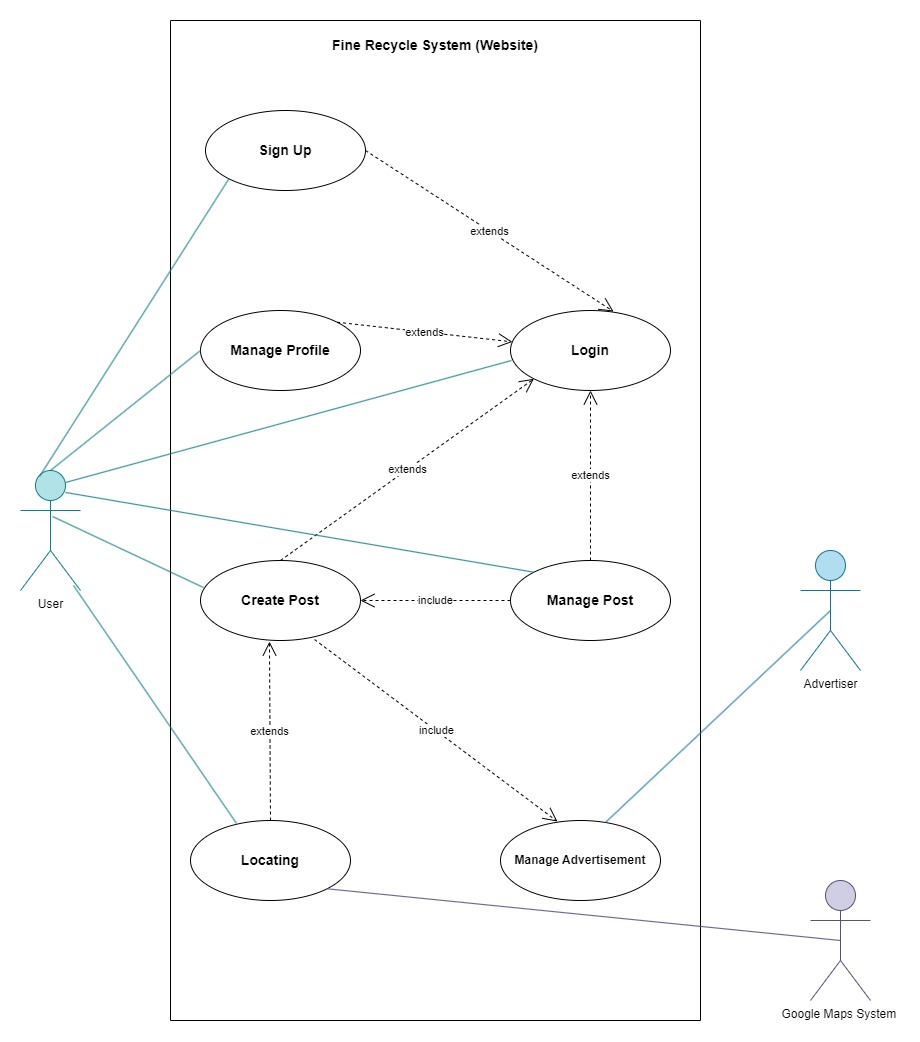 Fine Recycle System (Website)
Sign Up
extends
Manage Profile
extends
Login
extends
extends
User
Create Post
include
Manage Post
Advertiser
extends
include
Locating
Manage Advertisement
Google Maps System